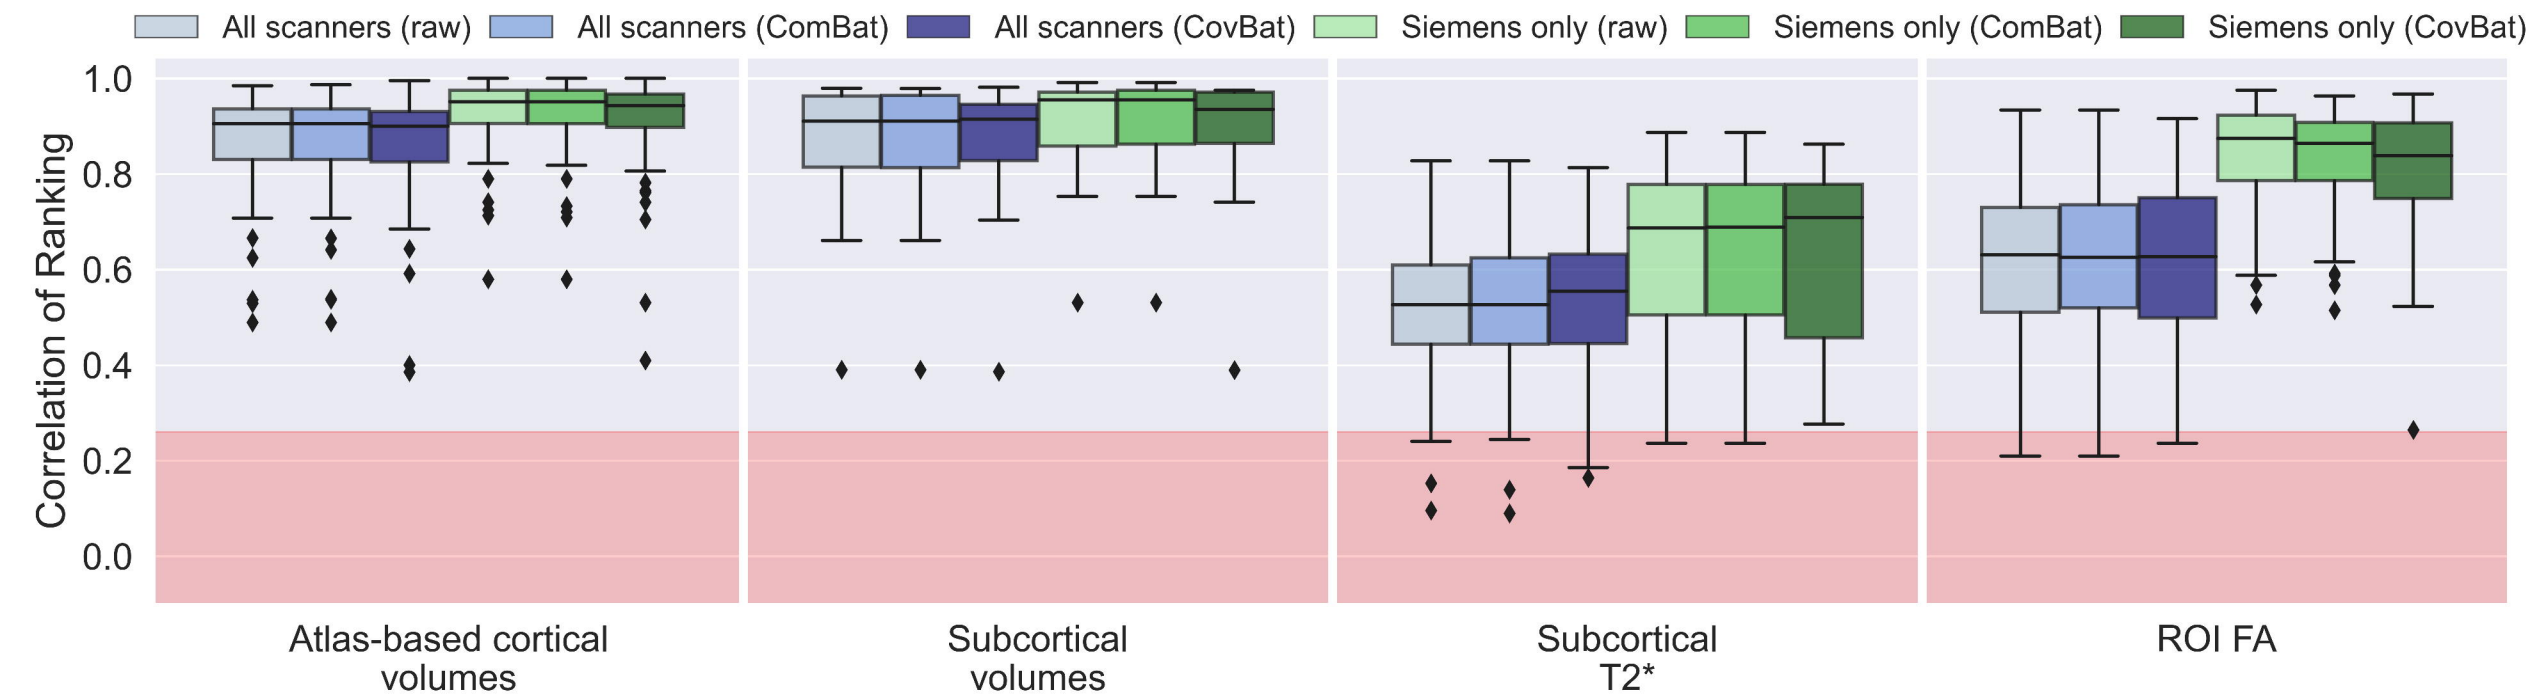 All scanners (raw) All scanners (ComBat) All scanners (CovBat) Siemens only (raw) Siemens only (ComBat) Siemens only (CovBat)
Correlation of Ranking
1.0
0.8
0.6
0.4
0.2
0.0
Atlas-based cortical
volumes
Subcortical
volumes
Subcortical
T2*
ROI FA